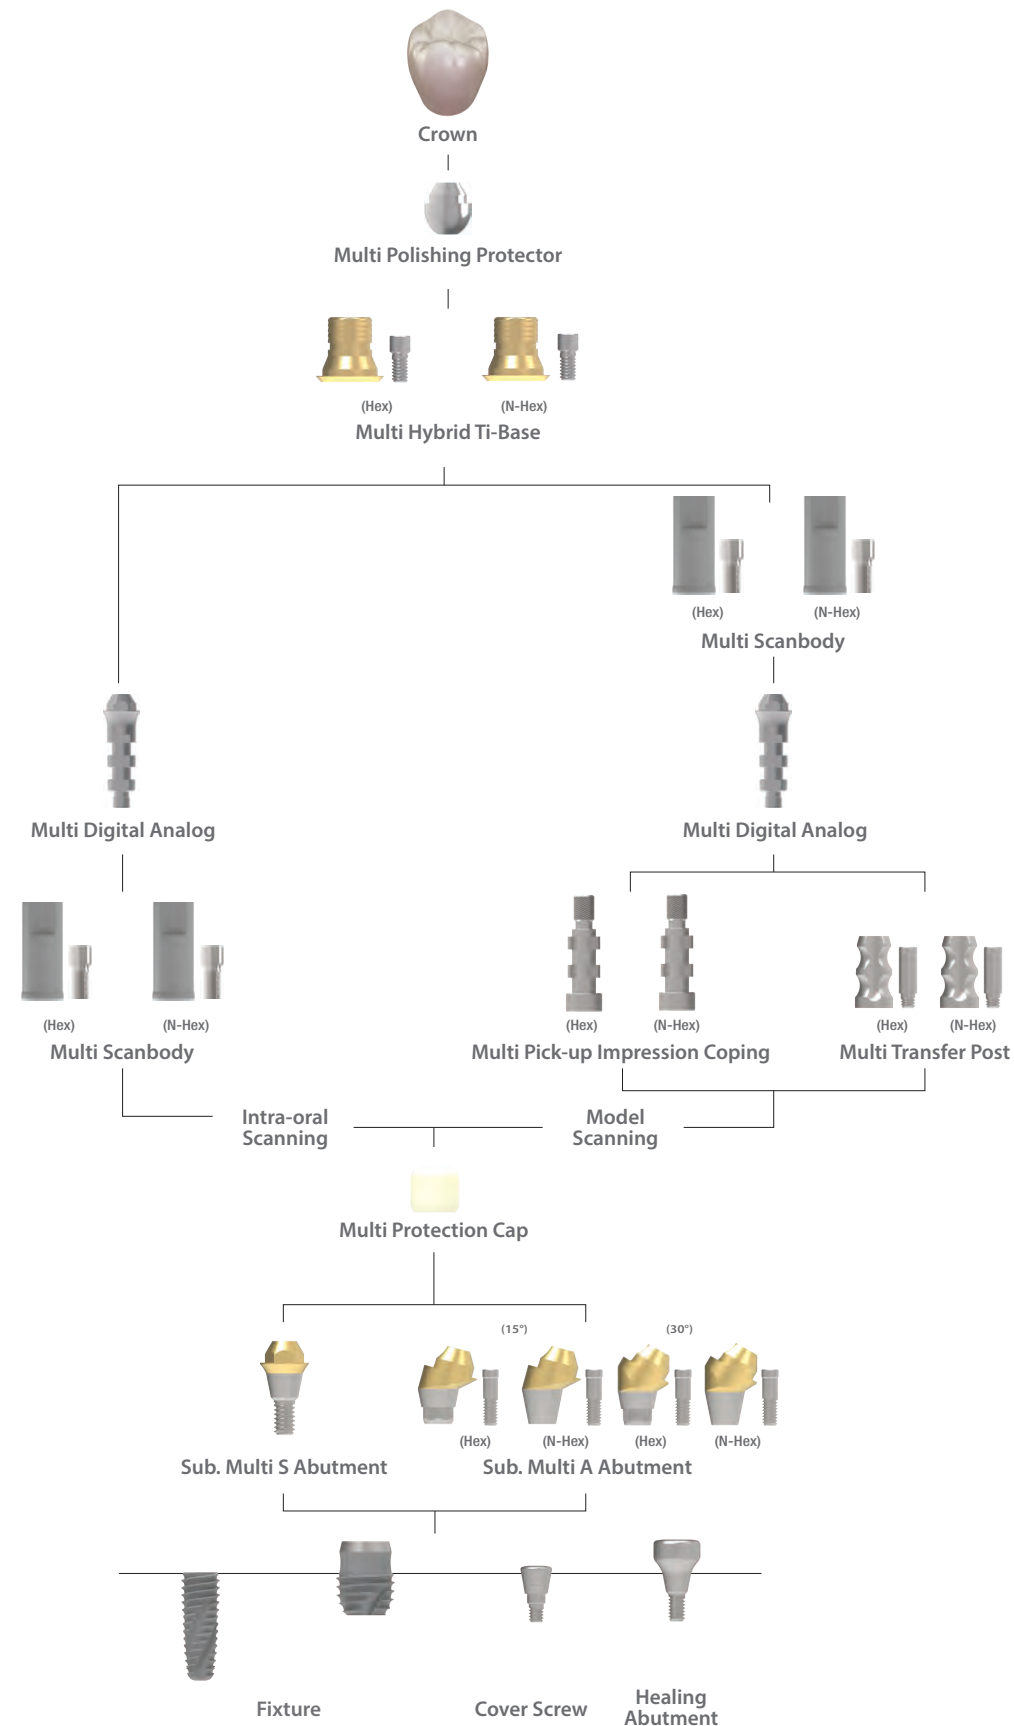 Crown
Multi Polishing Protector
(Hex)
(N-Hex)
Multi Hybrid Ti-Base
(Hex)
(N-Hex)
Multi Scanbody
Multi Digital Analog
Multi Digital Analog
(Hex)
(N-Hex)
Multi Scanbody
(Hex)
(N-Hex)
Multi Pick-up Impression Coping
(Hex)
(N-Hex)
Multi Transfer Post
Intra-oral
Scanning
Model
Scanning
Multi Protection Cap
(15°)
(30°)
(Hex)
(N-Hex)
(Hex)
(N-Hex)
Sub. Multi S Abutment
Sub. Multi A Abutment
Fixture
Cover Screw
Healing
Abutment